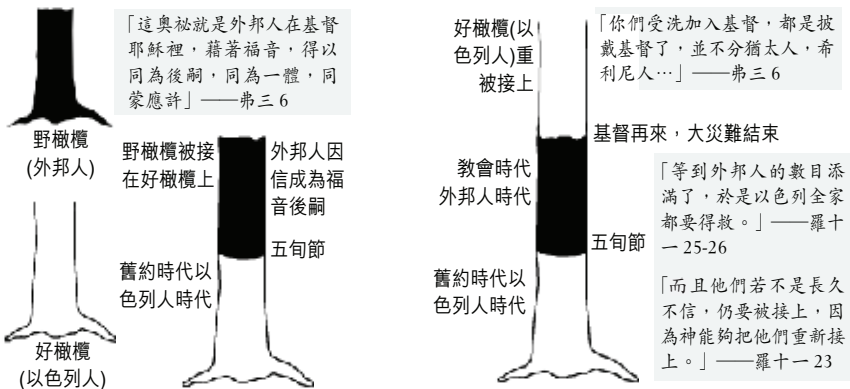 「這奧祕就是外邦人在基督
耶穌裡,藉著福音,得以
同為後嗣,同為一體,同
蒙應許」——弗三 6
野橄欖
(外邦人)
好橄欖
(以色列人)
野橄欖被接
在好橄欖上
外邦人因
信成為福
音後嗣
五旬節
舊約時代以
色列人時代
好橄欖(以
色列人)重
被接上
「你們受洗加入基督,都是披
戴基督了,並不分猶太人,希
利尼人…」——弗三 6
基督再來,大災難結束
教會時代
外邦人時代
「等到外邦人的數目添
滿了,於是以色列全家
都要得救。」——羅十
一 25-26
五旬節
舊約時代以
色列人時代
「而且他們若不是長久
不信,仍要被接上,因
為神能夠把他們重新接
上。」——羅十一 23